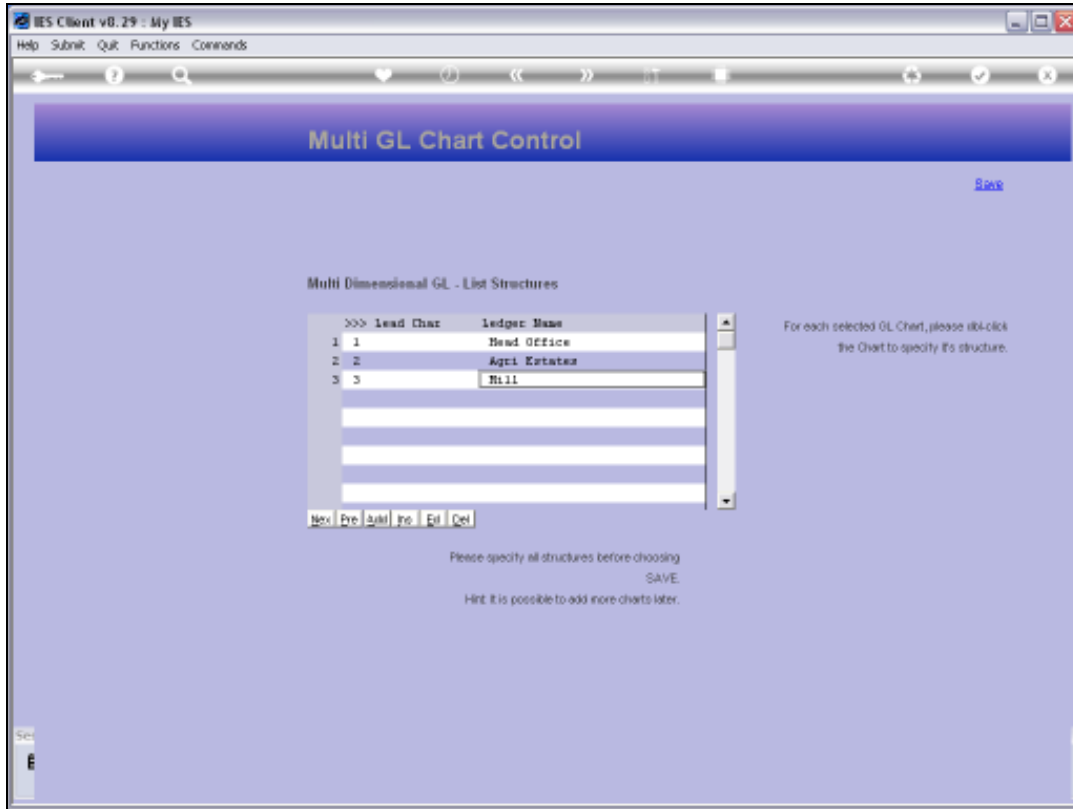 IES Client v8.29 : My IES
Help Submit Quit Functions Commands
Multi GL Chart Control
Save
Multi Dimensional GL - List Structures
>>> Lead Char Ledger Name
1 1 Head Office
2 2 Agri Estates
3 3 Mill
For each selected GL Chart, please dbl-click
the Chart to specify it's structure.
Nex Pre Add Ins Ed Del
Please specify all structures before choosing
SAVE.
Hint: It is possible to add more charts later.